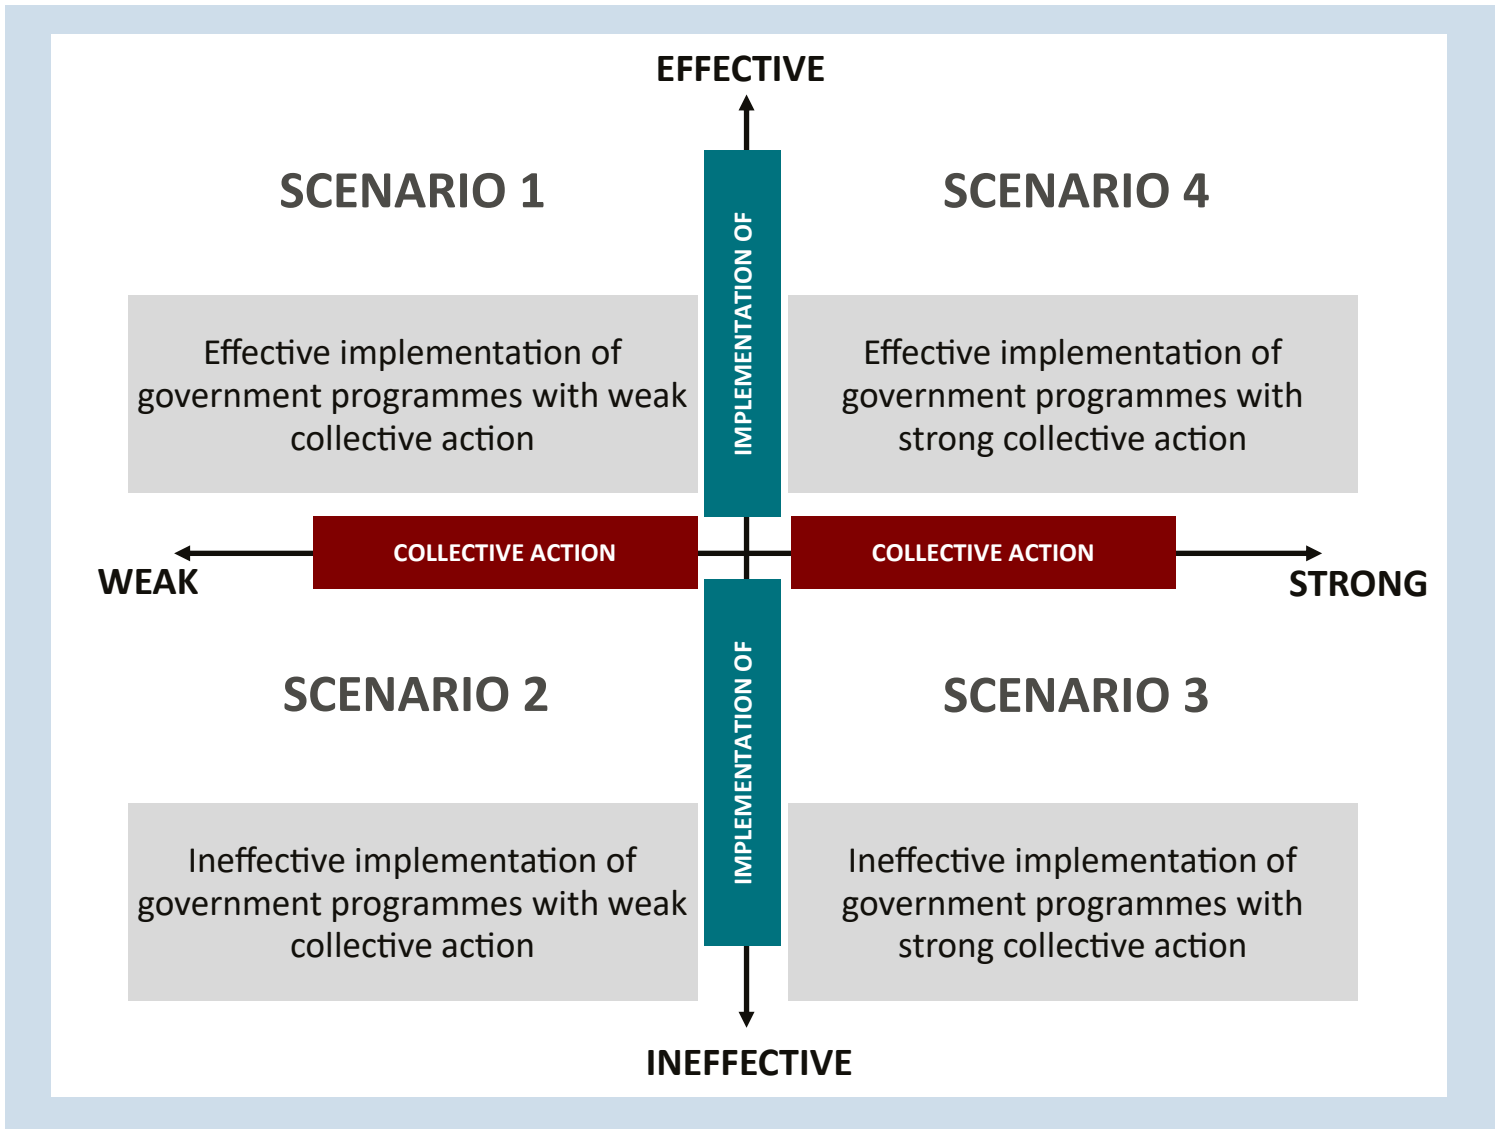 EFFECTIVE
SCENARIO 1
SCENARIO 4
IMPLEMENTATION OF
Effective implementation of
government programmes with weak
collective action
Effective implementation of
government programmes with
strong collective action
COLLECTIVE ACTION
COLLECTIVE ACTION
WEAK
STRONG
SCENARIO 2
SCENARIO 3
IMPLEMENTATION OF
Ineffective implementation of
government programmes with weak
collective action
Ineffective implementation of
government programmes with
strong collective action
INEFFECTIVE